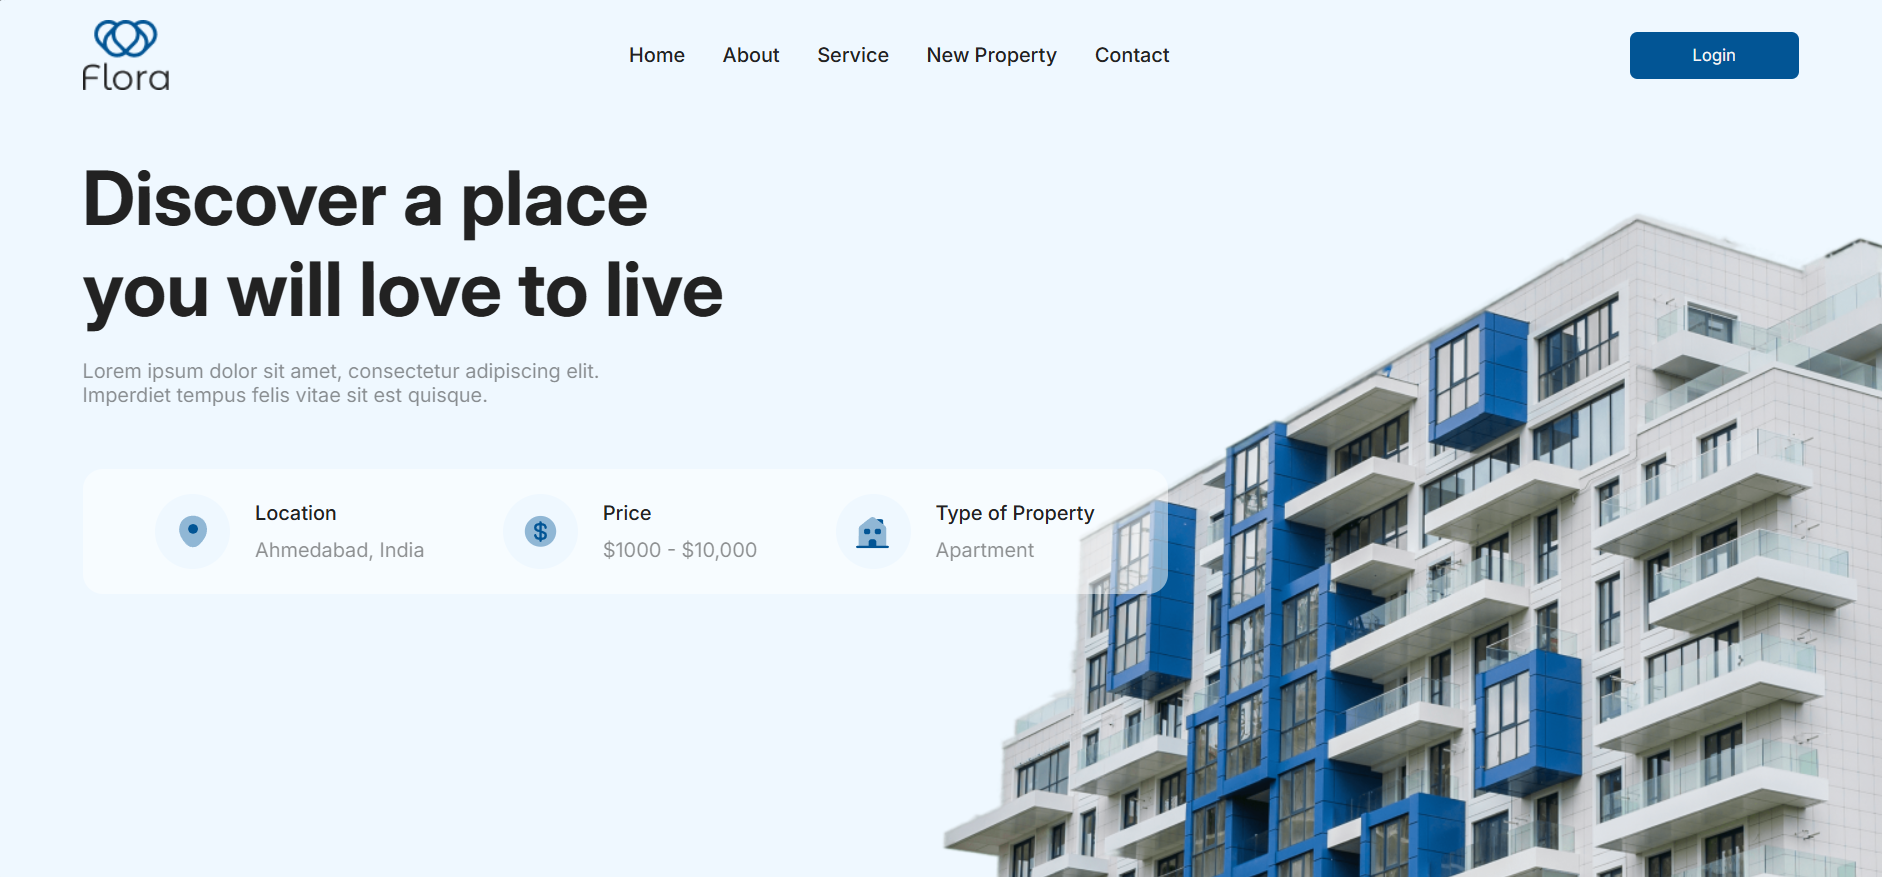 Flora
Home About Service New Property Contact
Login
Discover a place
you will love to live
Lorem ipsum dolor sit amet, consectetur adipiscing elit.
Imperdiet tempus felis vitae sit est quisque.
Location
Ahmedabad, India
Price
$1000 - $10,000
Type of Property
Apartment